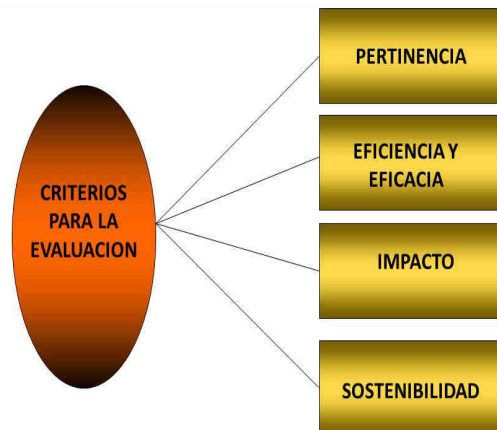 CRITERIOS
PARA LA
EVALUACION
PERTINENCIA
EFICIENCIA Y
EFICACIA
IMPACTO
SOSTENIBILIDAD